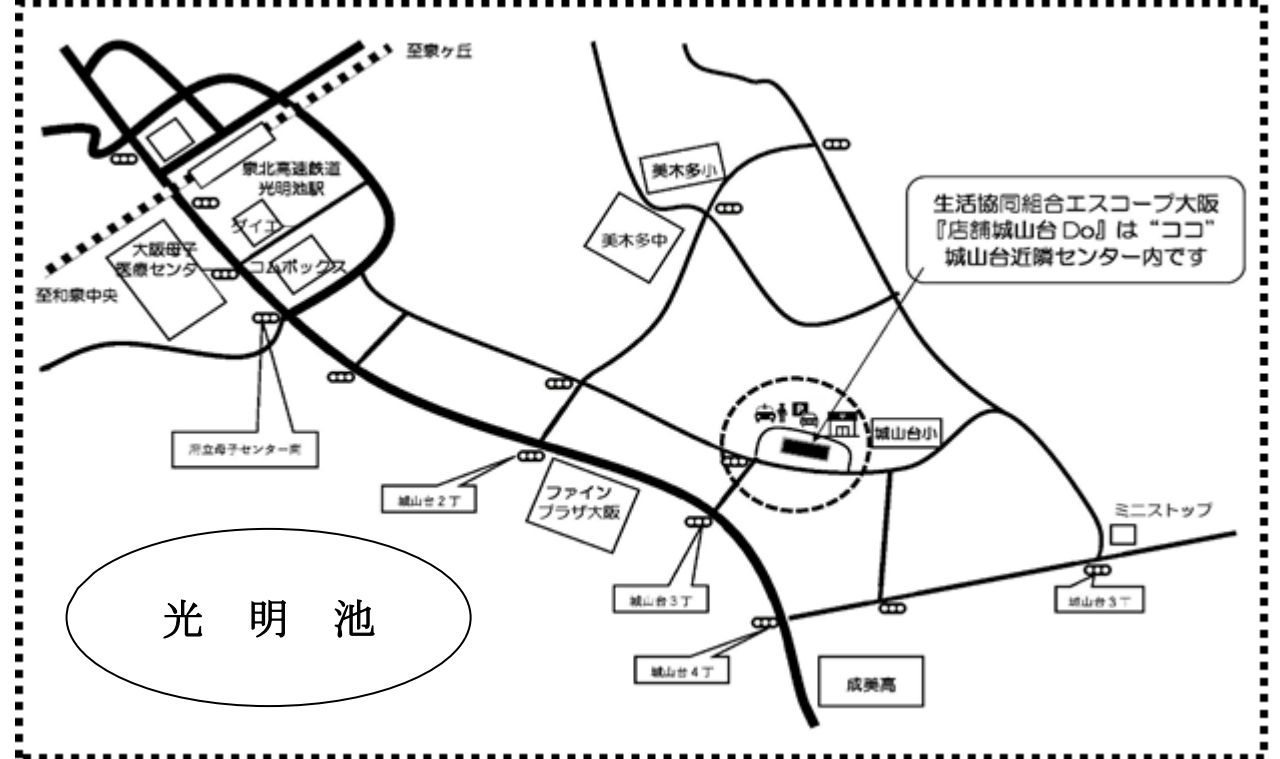 至泉ヶ丘
泉北高速鉄道
光明池駅
ダイエー
大阪母子
医療センター
コムボックス
至和泉中央
美木多小
美木多中
生活協同組合エスコープ大阪
『店舗城山台Do』は“ココ”
城山台近隣センター内です
P
城山台小
府立母子センター南
城山台2丁
ファイン
プラザ大阪
ミニストップ
城山台3丁
城山台3丁
城山台4丁
成美高
光 明 池